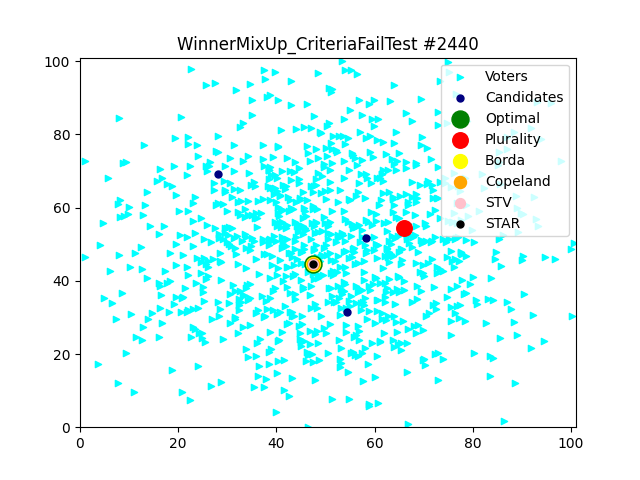 WinnerMixUp_CriteriaFailTest #2440
100
80
60
40
20
0
0 20 40 60 80 100
Voters
Candidates
Optimal
Plurality
Borda
Copeland
STV
STAR